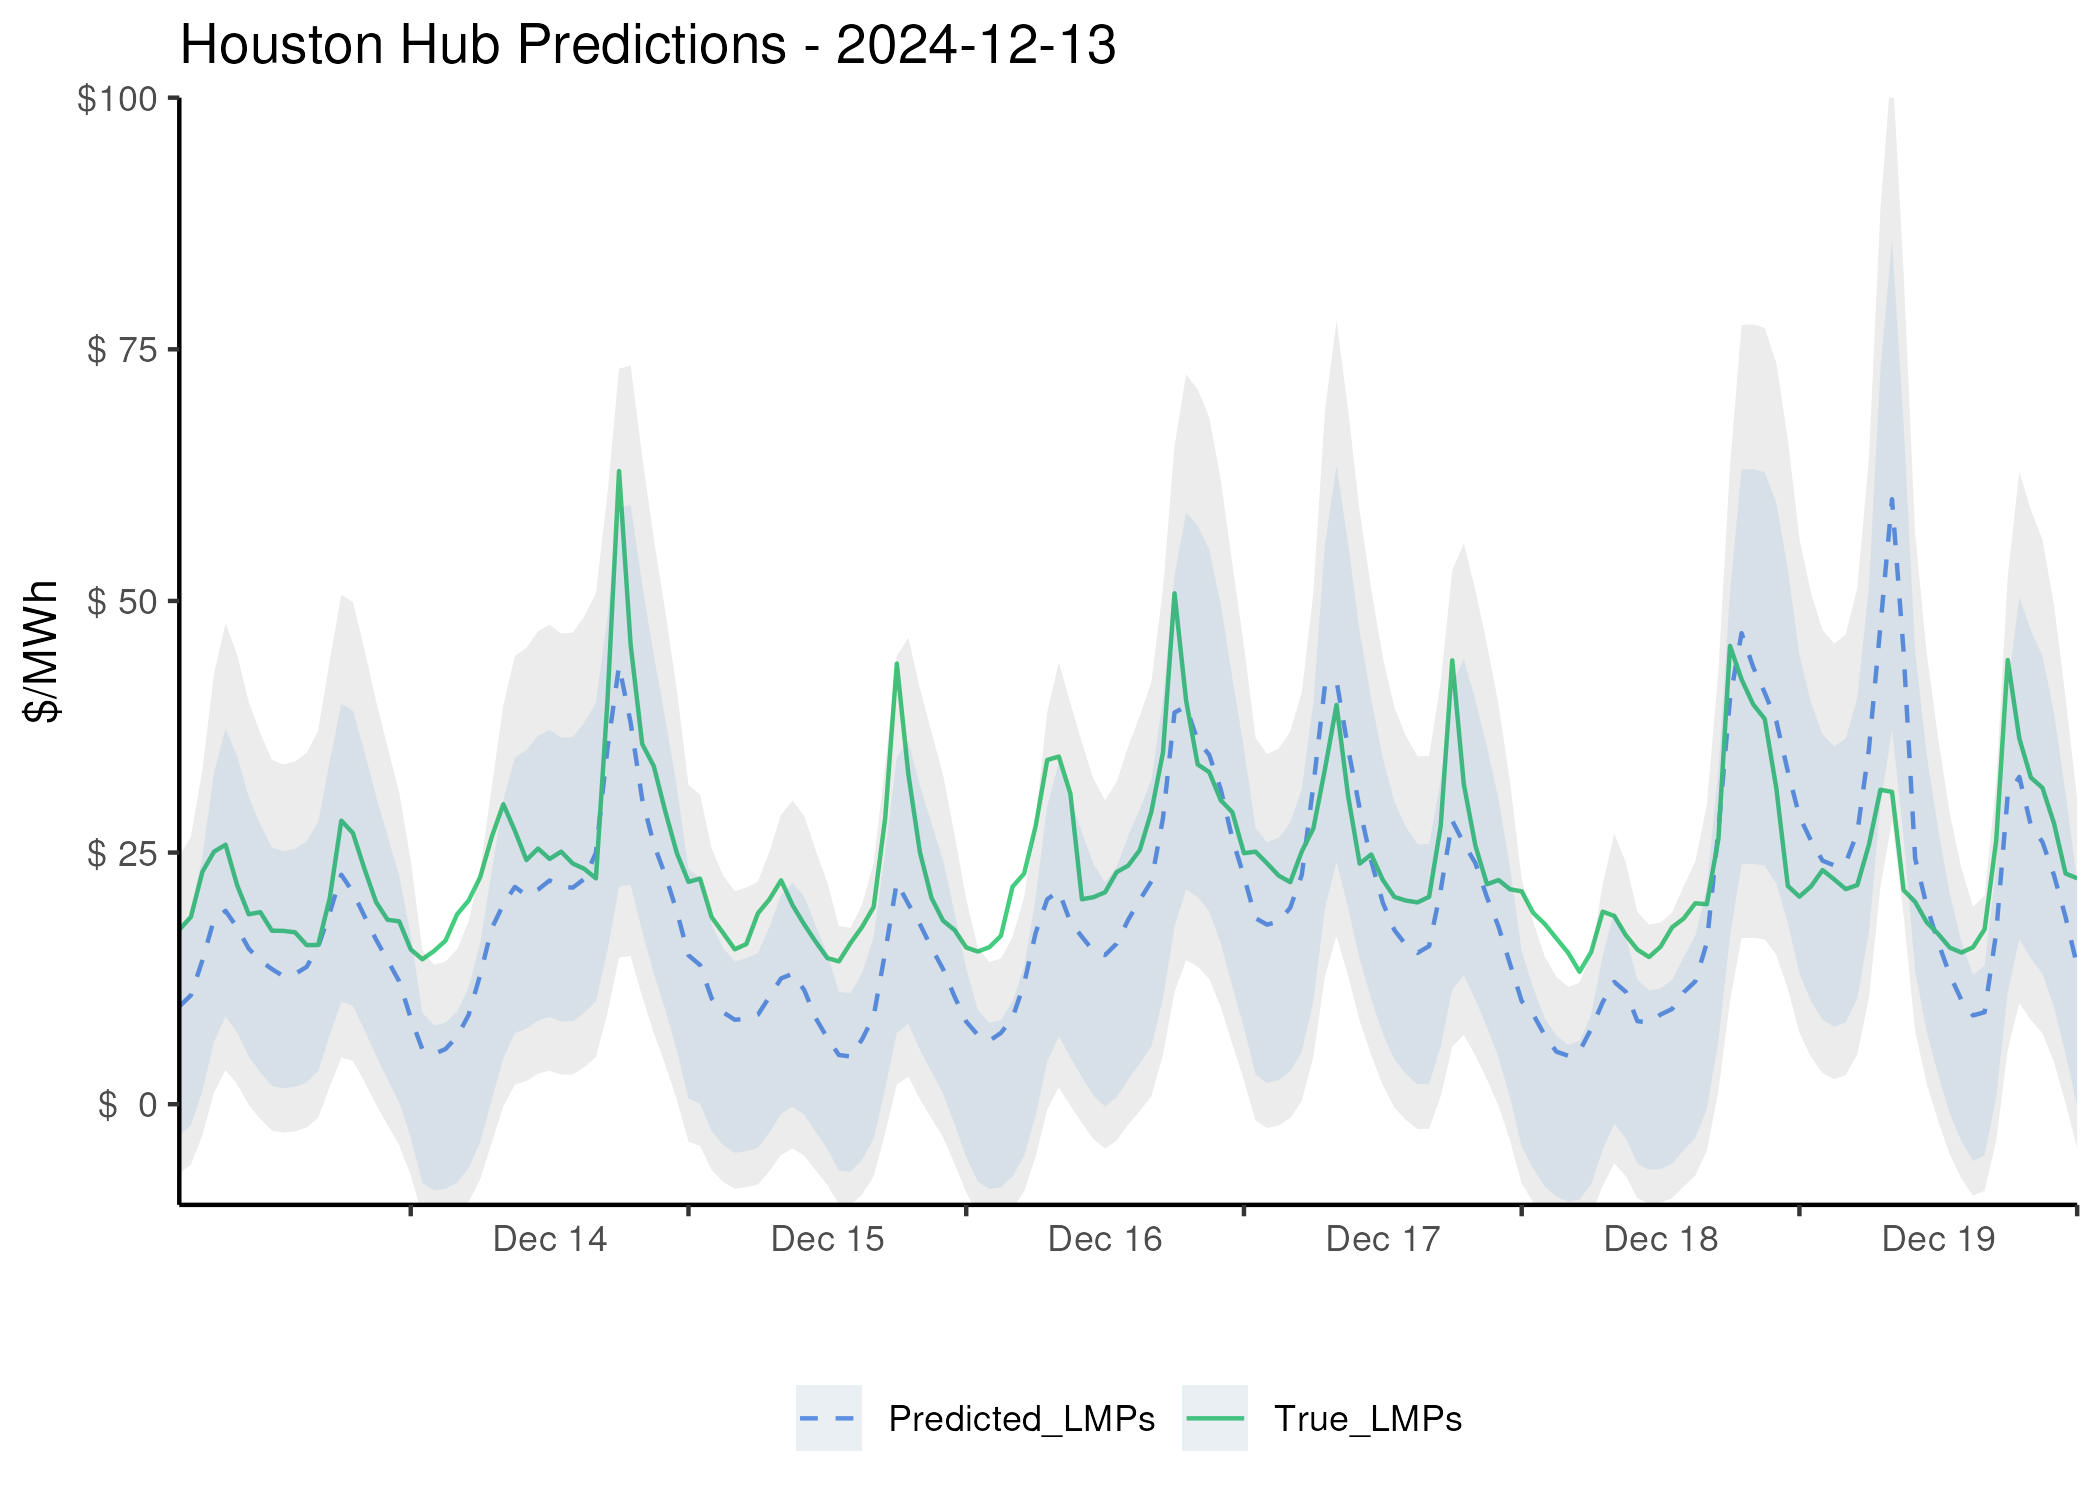 Houston Hub Predictions - 2024-12-13
$100
$ 75
$ 50
$ 25
$ 0
$/MWh
Dec 14 Dec 15 Dec 16 Dec 17 Dec 18 Dec 19
Predicted_LMPs True_LMPs